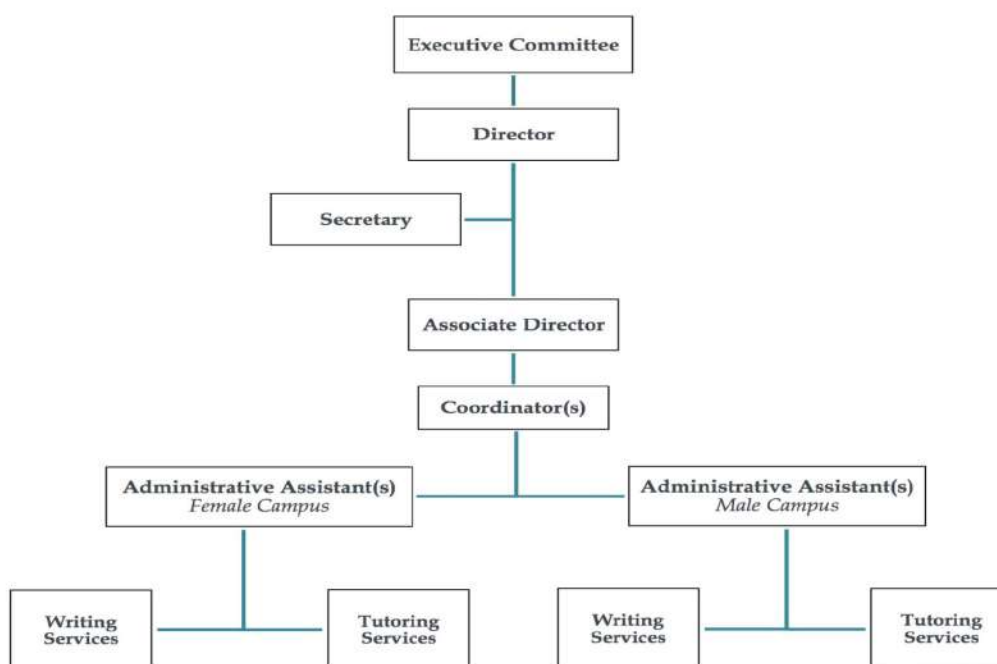 Executive Committee
Director
Secretary
Associate Director
Coordinator(s)
Administrative Assistant(s)
Female Campus
Administrative Assistant(s)
Male Campus
Writing
Services
Tutoring
Services
Writing
Services
Tutoring
Services